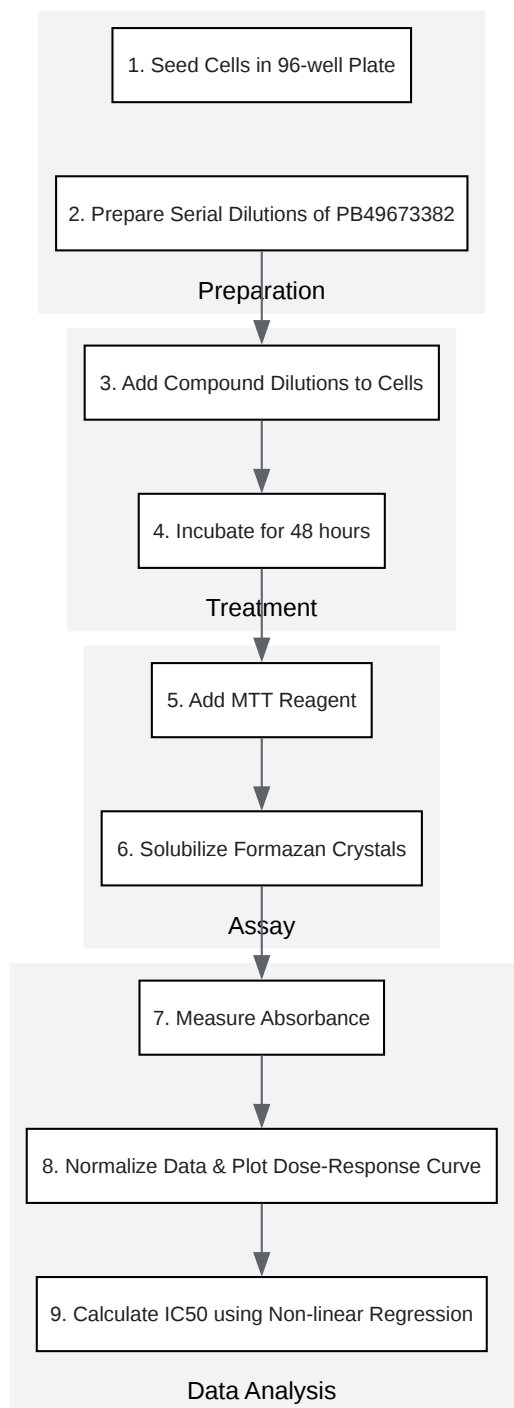 1. Seed Cells in 96-well Plate
2. Prepare Serial Dilutions of PB49673382
Preparation
3. Add Compound Dilutions to Cells
4. Incubate for 48 hours
Treatment
5. Add MTT Reagent
6. Solubilize Formazan Crystals
Assay
7. Measure Absorbance
8. Normalize Data & Plot Dose-Response Curve
9. Calculate IC50 using Non-linear Regression
Data Analysis